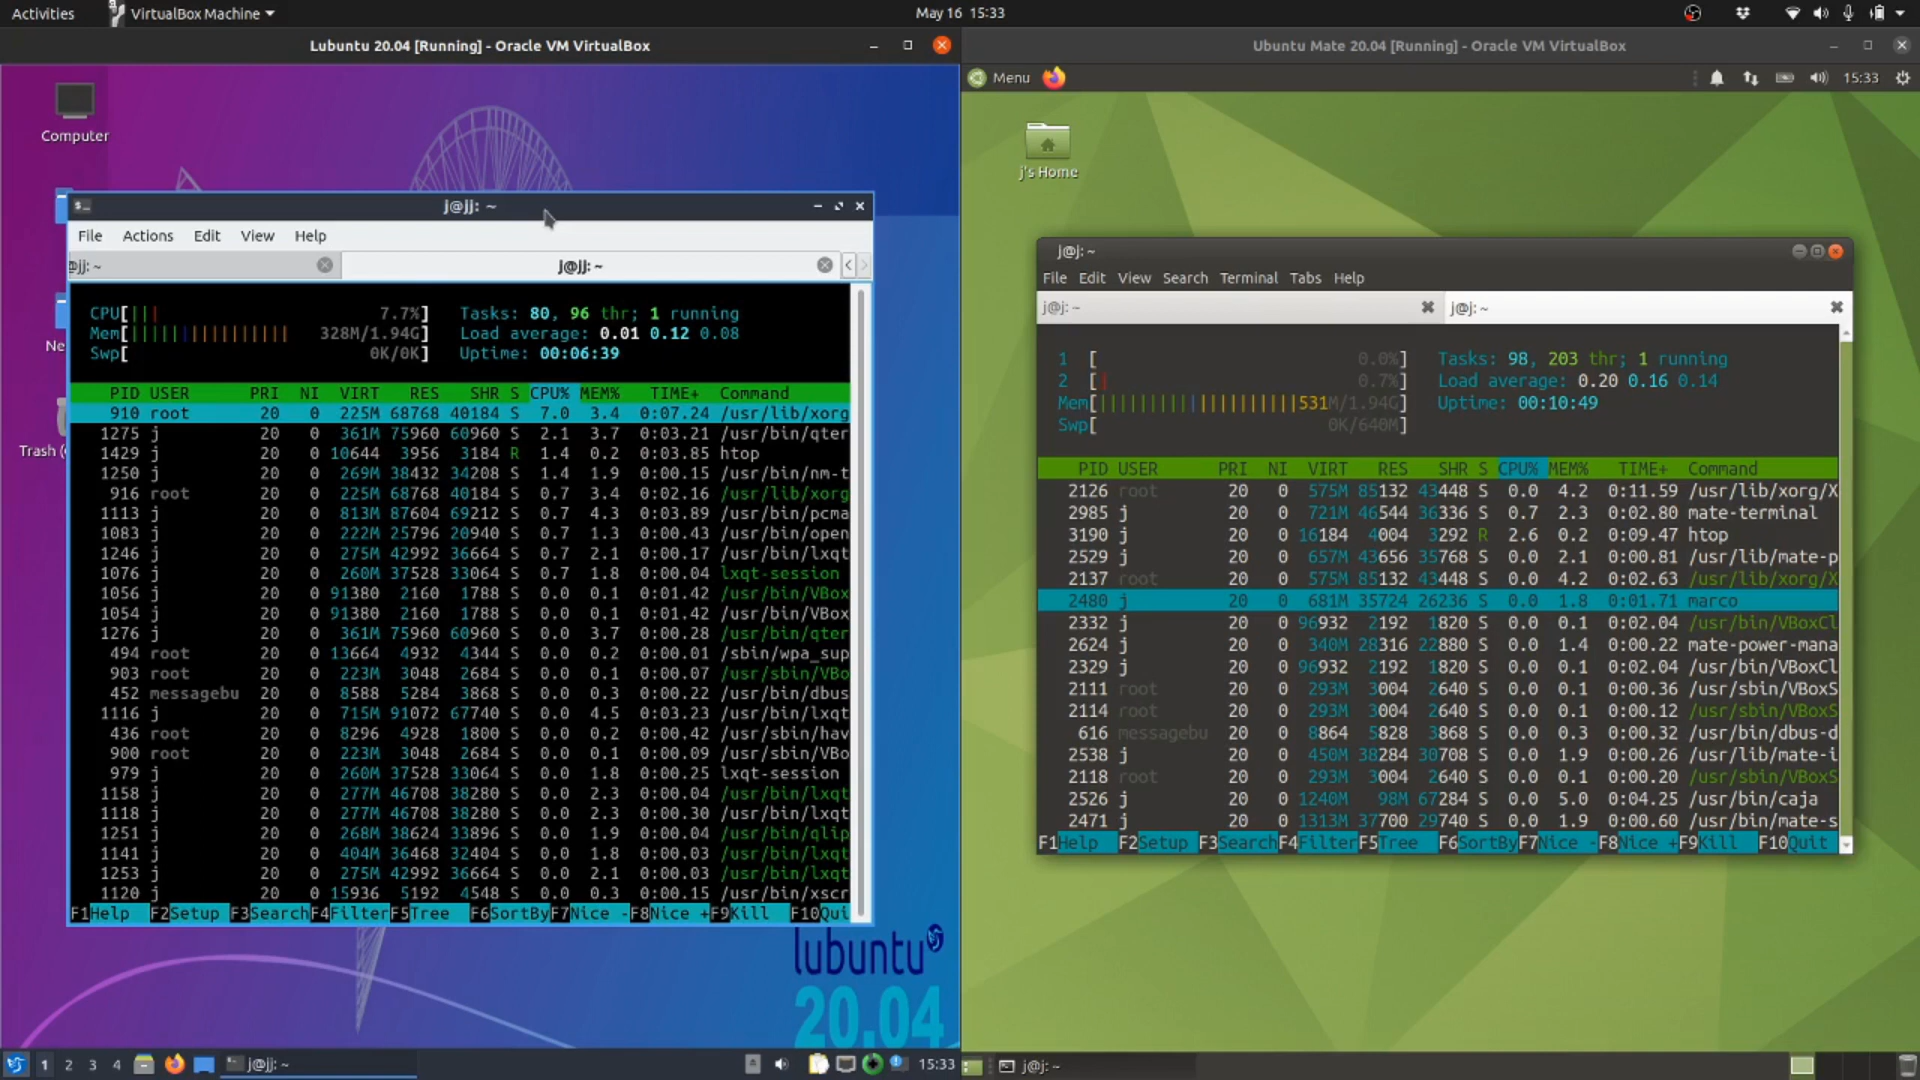 Activities VirtualBox Machine May 16 15:33
Lubuntu 20.04 [Running] - Oracle VM VirtualBox
Computer
Trash (
j@jj: ~
File Actions Edit View Help
@jj: ~ j@jj: ~
CPU[||| 7.7%] Tasks: 80, 96 thr; 1 running
Mem[||||||||||||||||| 328M/1.94G] Load average: 0.01 0.12 0.08
Swp[ 0K/0K] Uptime: 00:06:39
PID USER PRI NI VIRT RES SHR S CPU% MEM% TIME+ Command
910 root 20 0 225M 68768 40184 S 7.0 3.4 0:07.24 /usr/lib/xorg
1275 j 20 0 361M 75960 60960 S 2.1 3.7 0:03.21 /usr/bin/qter
1429 j 20 0 10644 3956 3184 R 1.4 0.2 0:03.85 htop
1250 j 20 0 269M 38432 34208 S 1.4 1.9 0:00.15 /usr/bin/nm-t
916 root 20 0 225M 68768 40184 S 0.7 3.4 0:02.16 /usr/lib/xorg
1113 j 20 0 813M 87604 69212 S 0.7 4.3 0:03.89 /usr/bin/pcma
1083 j 20 0 222M 25796 20940 S 0.7 1.3 0:00.43 /usr/bin/open
1246 j 20 0 275M 42992 36664 S 0.7 2.1 0:00.17 /usr/bin/lxqt
1076 j 20 0 260M 37528 33064 S 0.7 1.8 0:00.04 lxqt-session
1056 j 20 0 91380 2160 1788 S 0.0 0.1 0:01.42 /usr/bin/VBox
1054 j 20 0 91380 2160 1788 S 0.0 0.1 0:01.42 /usr/bin/VBox
1276 j 20 0 361M 75960 60960 S 0.0 3.7 0:00.28 /usr/bin/qter
494 root 20 0 13664 4932 4344 S 0.0 0.2 0:00.01 /sbin/wpa_sup
903 root 20 0 223M 3048 2684 S 0.0 0.1 0:00.07 /usr/sbin/VBo
452 messagebu 20 0 8588 5284 3868 S 0.0 0.3 0:00.22 /usr/bin/dbus
1116 j 20 0 715M 91072 67740 S 0.0 4.5 0:03.23 /usr/bin/lxqt
436 root 20 0 8296 4928 1800 S 0.0 0.2 0:00.42 /usr/sbin/hav
900 root 20 0 223M 3048 2684 S 0.0 0.1 0:00.09 /usr/sbin/VBo
979 j 20 0 260M 37528 33064 S 0.0 1.8 0:00.25 lxqt-session
1158 j 20 0 277M 46708 38280 S 0.0 2.3 0:00.04 /usr/bin/lxqt
1118 j 20 0 277M 46708 38280 S 0.0 2.3 0:00.30 /usr/bin/lxqt
1251 j 20 0 268M 38624 33896 S 0.0 1.9 0:00.04 /usr/bin/qlip
1141 j 20 0 404M 36468 32404 S 0.0 1.8 0:00.03 /usr/bin/lxqt
1253 j 20 0 275M 42992 36664 S 0.0 2.1 0:00.03 /usr/bin/lxqt
1120 j 20 0 15936 5192 4548 S 0.0 0.3 0:00.15 /usr/bin/xscr
F1Help F2Setup F3SearchF4FilterF5Tree F6SortByF7Nice -F8Nice +F9Kill F10Qui
lubuntu
20.04
1 2 3 4 j@jj: ~ 15:33
Ubuntu Mate 20.04 [Running] - Oracle VM VirtualBox
Menu 15:33
j's Home
j@j: ~
File Edit View Search Terminal Tabs Help
j@j: ~ j@j: ~
1 [ 0.0%] Tasks: 98, 203 thr; 1 running
2 [| 0.7%] Load average: 0.20 0.16 0.14
Mem[||||||||||||||||||||531M/1.94G] Uptime: 00:10:49
Swp[ 0K/640M]
PID USER PRI NI VIRT RES SHR S CPU% MEM% TIME+ Command
2126 root 20 0 575M 85132 43448 S 0.0 4.2 0:11.59 /usr/lib/xorg/X
2985 j 20 0 721M 46544 36336 S 0.7 2.3 0:02.80 mate-terminal
3190 j 20 0 16184 4004 3292 R 2.6 0.2 0:09.47 htop
2529 j 20 0 657M 43656 35768 S 0.0 2.1 0:00.81 /usr/lib/mate-p
2137 root 20 0 575M 85132 43448 S 0.0 4.2 0:02.63 /usr/lib/xorg/X
2480 j 20 0 681M 35724 26236 S 0.0 1.8 0:01.71 marco
2332 j 20 0 96932 2192 1820 S 0.0 0.1 0:02.04 /usr/bin/VBoxCl
2624 j 20 0 340M 28316 22880 S 0.0 1.4 0:00.22 mate-power-mana
2329 j 20 0 96932 2192 1820 S 0.0 0.1 0:02.04 /usr/bin/VBoxCl
2111 root 20 0 293M 3004 2640 S 0.0 0.1 0:00.36 /usr/sbin/VBoxS
2114 root 20 0 293M 3004 2640 S 0.0 0.1 0:00.12 /usr/sbin/VBoxS
616 messagebu 20 0 8864 5828 3868 S 0.0 0.3 0:00.32 /usr/bin/dbus-d
2538 j 20 0 450M 38284 30708 S 0.0 1.9 0:00.26 /usr/lib/mate-i
2118 root 20 0 293M 3004 2640 S 0.0 0.1 0:00.20 /usr/sbin/VBoxS
2526 j 20 0 1240M 98M 67284 S 0.0 5.0 0:04.25 /usr/bin/caja
2471 j 20 0 1313M 37700 29740 S 0.0 1.9 0:00.60 /usr/bin/mate-s
F1Help F2Setup F3SearchF4FilterF5Tree F6SortByF7Nice -F8Nice +F9Kill F10Quit
j@j: ~